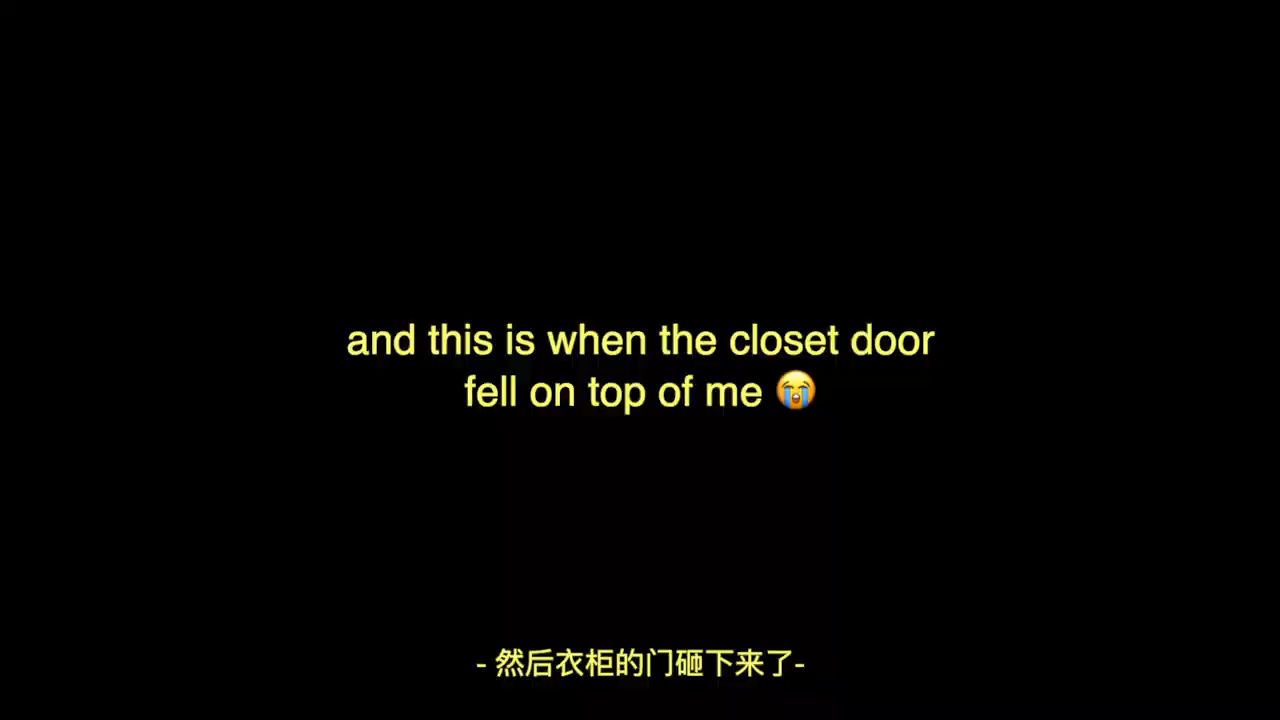 and this is when the closet door
fell on top of me 😭
- 然后衣柜的门砸下来了-